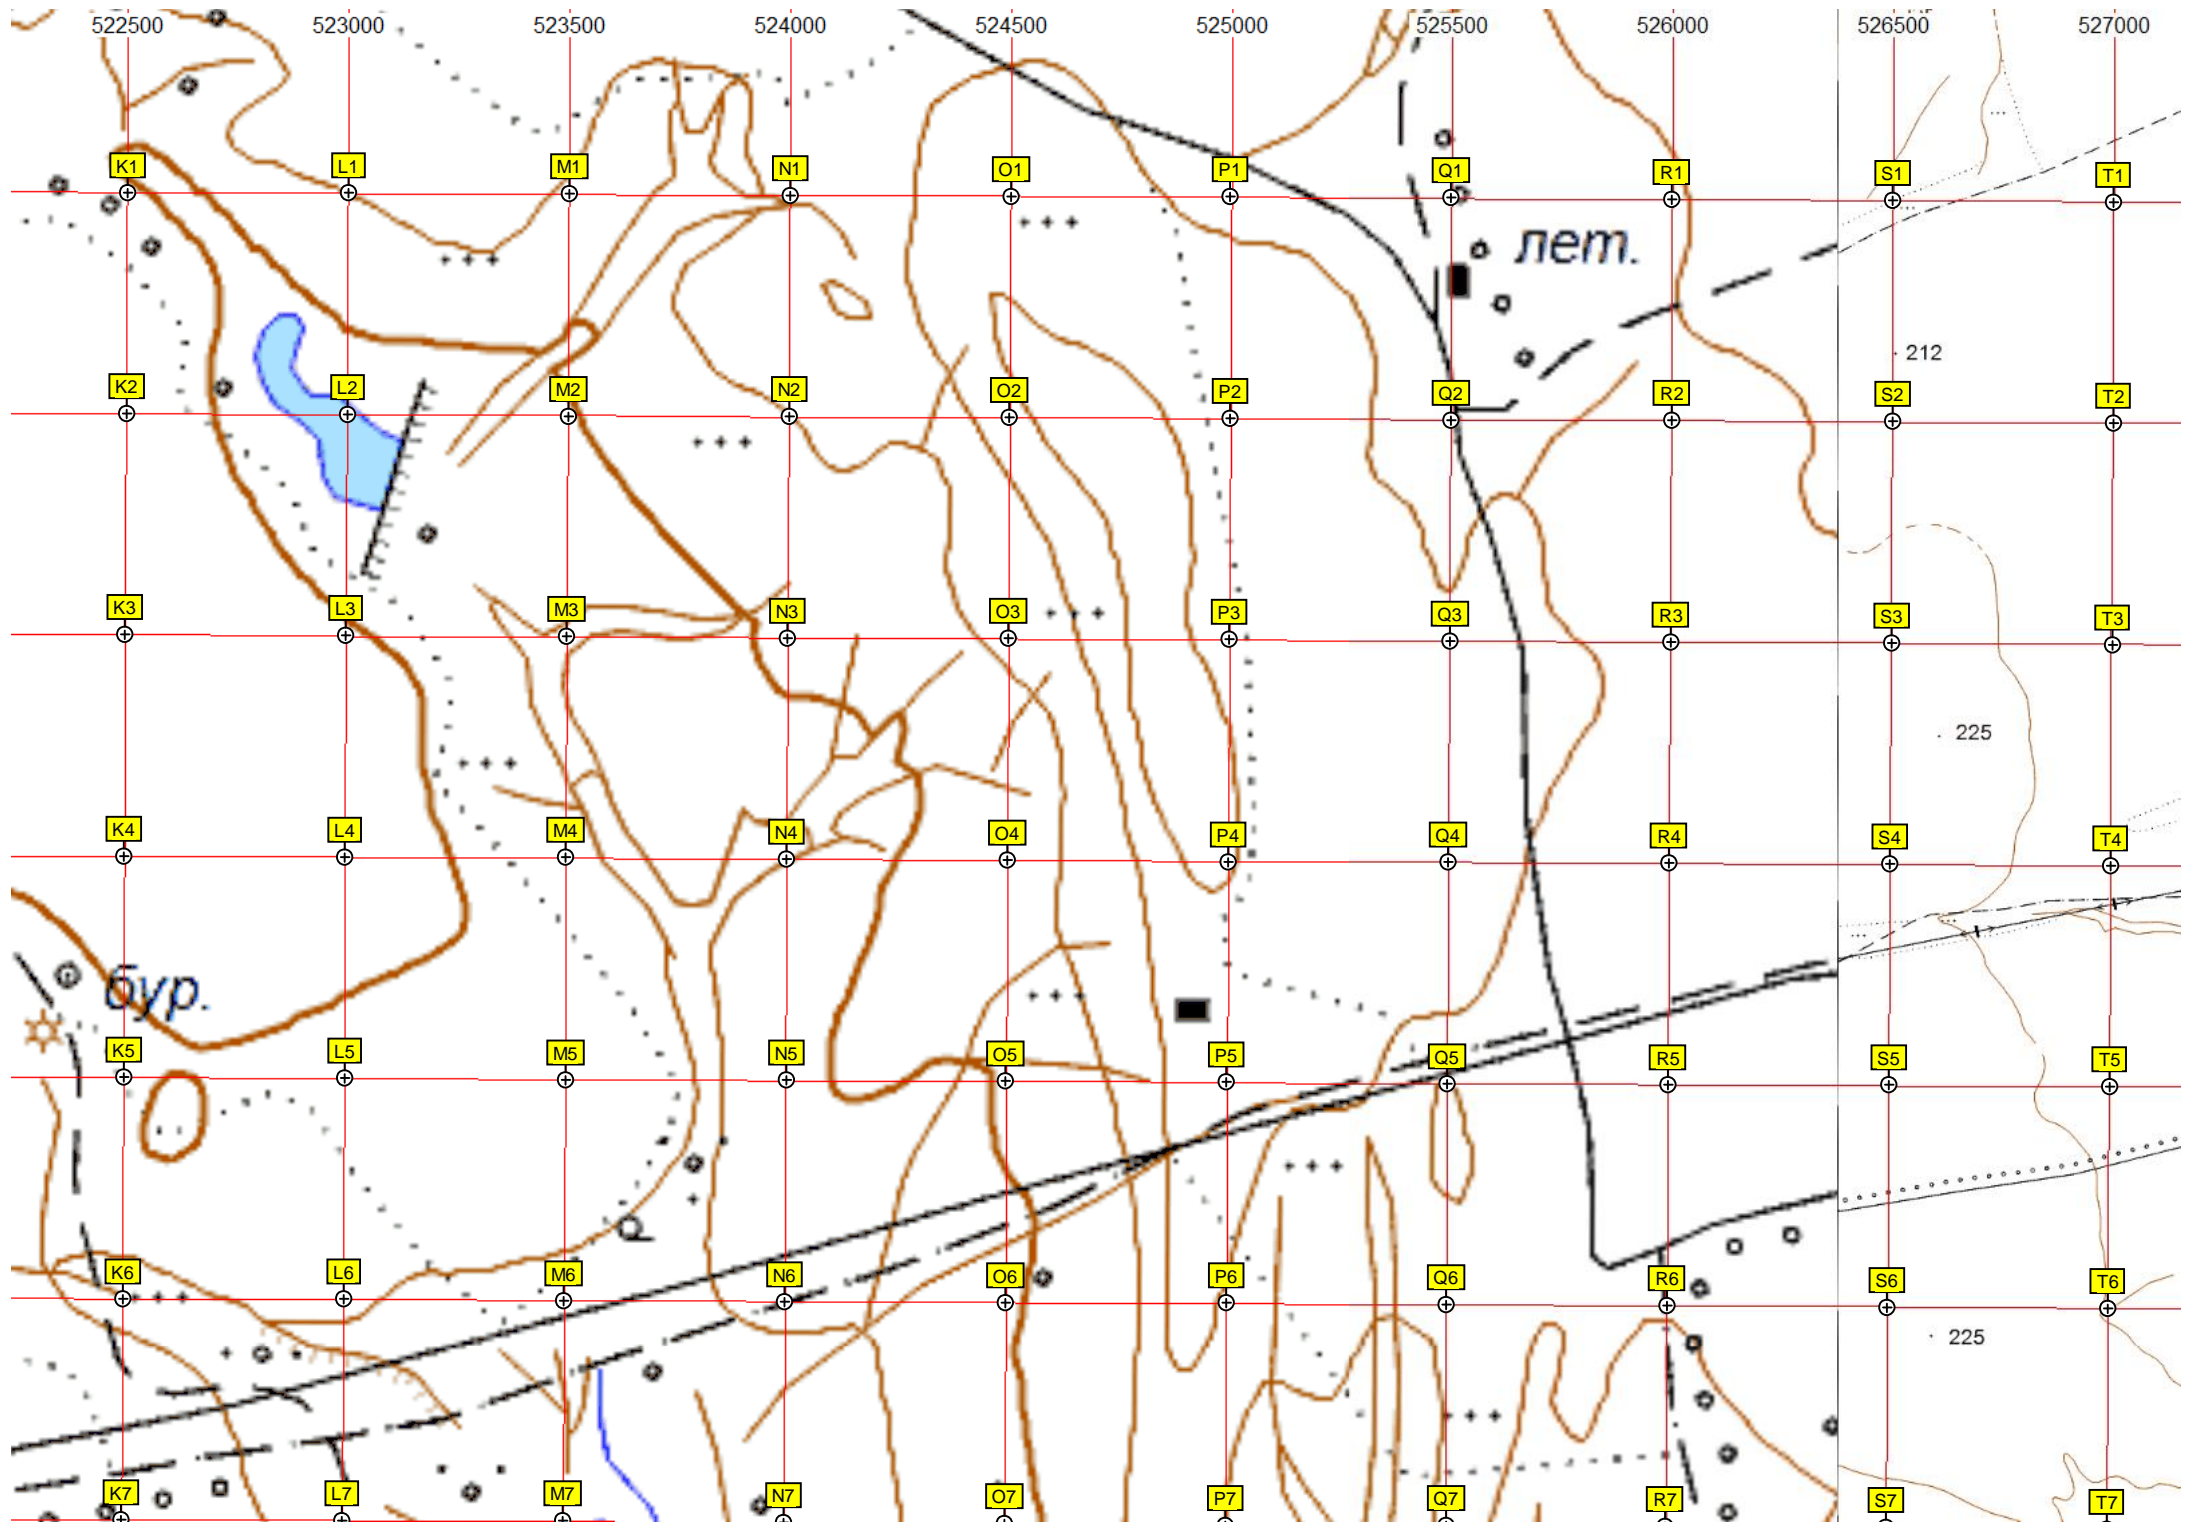 522500 523000 523500 524000 524500 525000 525500 526000 526500 527000
K1 L1 M1 N1 O1 P1 Q1 R1 S1 T1
лет.
212
K2 L2 M2 N2 O2 P2 Q2 R2 S2 T2
K3 L3 M3 N3 O3 P3 Q3 R3 S3 T3
225
K4 L4 M4 N4 O4 P4 Q4 R4 S4 T4
бур.
K5 L5 M5 N5 O5 P5 Q5 R5 S5 T5
K6 L6 M6 N6 O6 P6 Q6 R6 S6 T6
225
K7 L7 M7 N7 O7 P7 Q7 R7 S7 T7